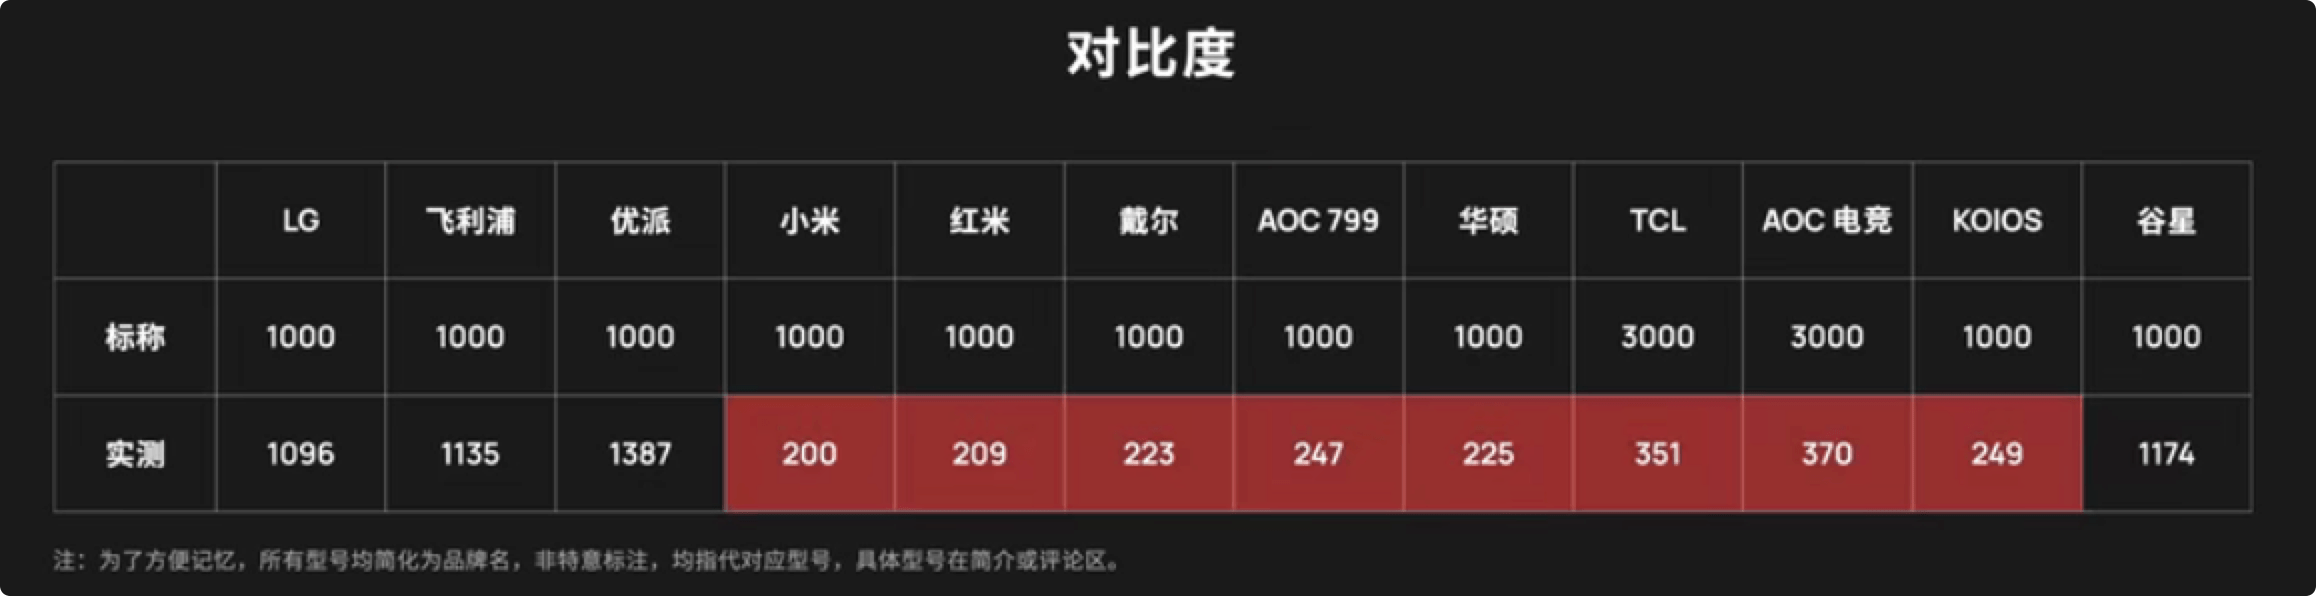 对比度
LG 飞利浦 优派 小米 红米 戴尔 AOC 799 华硕 TCL AOC 电竞 KOIOS 谷星
标称 1000 1000 1000 1000 1000 1000 1000 1000 3000 3000 1000 1000
实测 1096 1135 1387 200 209 223 247 225 351 370 249 1174
注：为了方便记忆，所有型号均简化为品牌名，非特意标注，均指代对应型号，具体型号在简介或评论区。